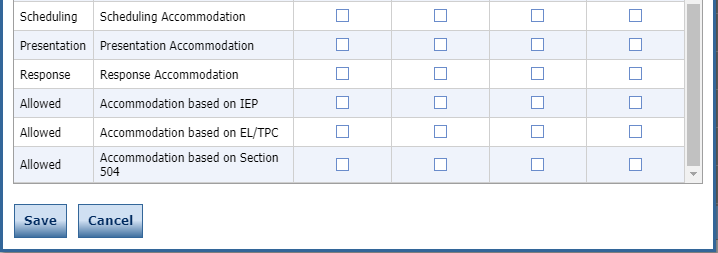 Scheduling Scheduling Accommodation
Presentation Presentation Accommodation
Response Response Accommodation
Allowed Accommodation based on IEP
Allowed Accommodation based on EL/TPC
Allowed Accommodation based on Section
504
Save Cancel